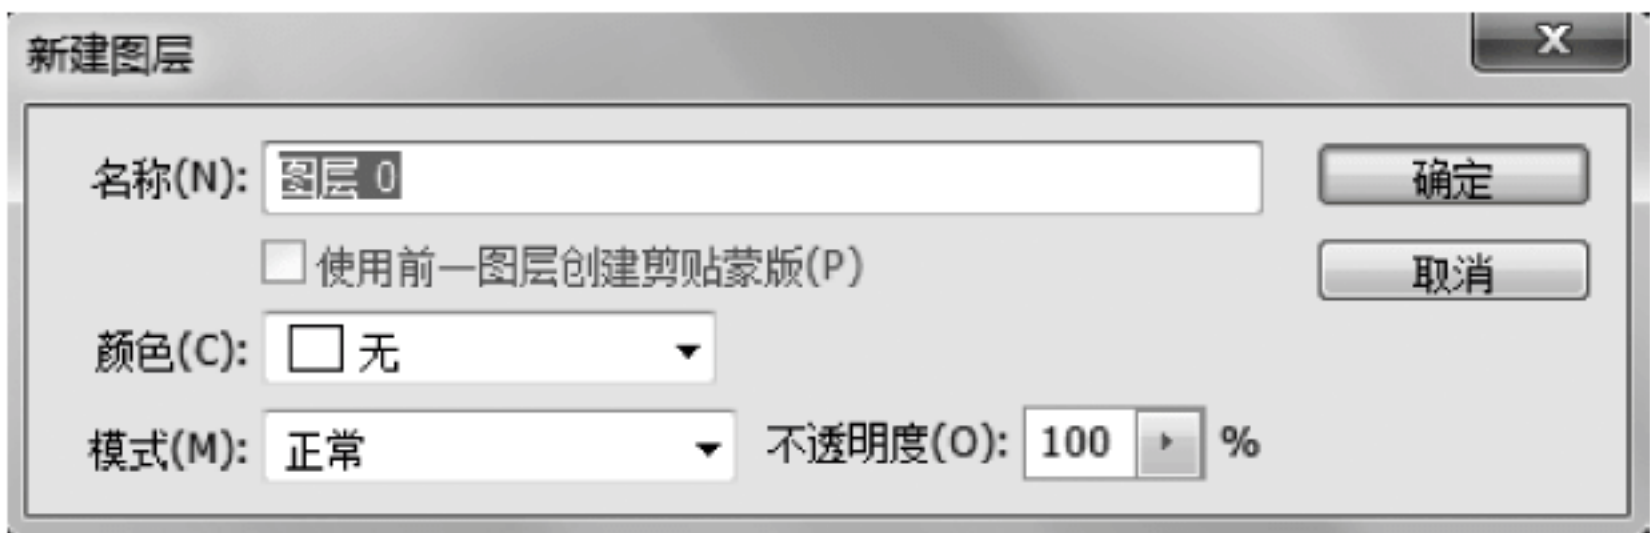 新建图层
名称(N): 图层 0 确定
使用前一图层创建剪贴蒙版(P) 取消
颜色(C): 无
模式(M): 正常 不透明度(O): 100 %